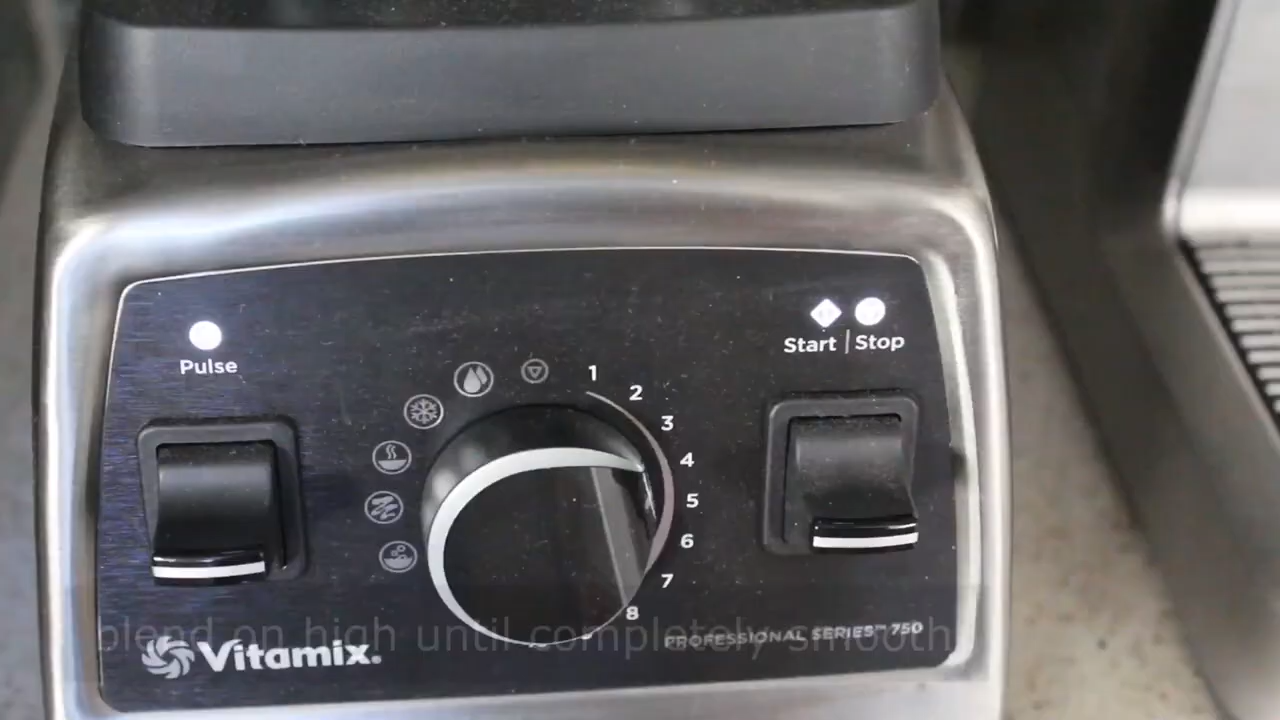 Pulse
Start | Stop
1
2
3
4
5
6
7
8
blend on high until completely smooth
PROFESSIONAL SERIES™ 750
Vitamix.